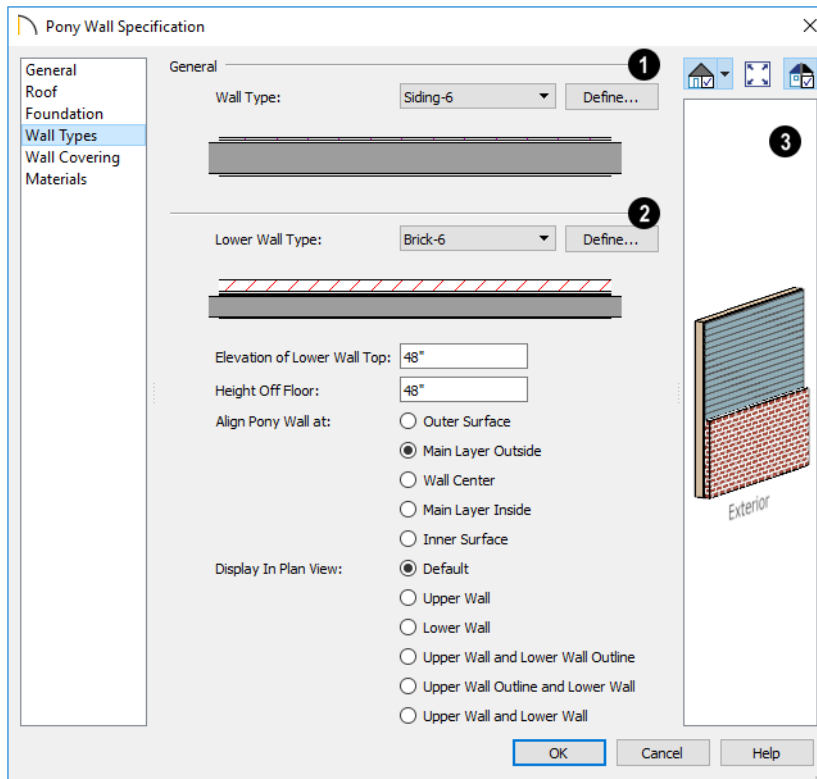 Pony Wall Specification
General
Roof
Foundation
Wall Types
Wall Covering
Materials
General
1
Wall Type:
Siding-6
Define...
2
Lower Wall Type:
Brick-6
Define...
Elevation of Lower Wall Top:
48"
Height Off Floor:
48"
Align Pony Wall at:
Outer Surface
Main Layer Outside
Wall Center
Main Layer Inside
Inner Surface
Display In Plan View:
Default
Upper Wall
Lower Wall
Upper Wall and Lower Wall Outline
Upper Wall Outline and Lower Wall
Upper Wall and Lower Wall
3
Exterior
OK
Cancel
Help